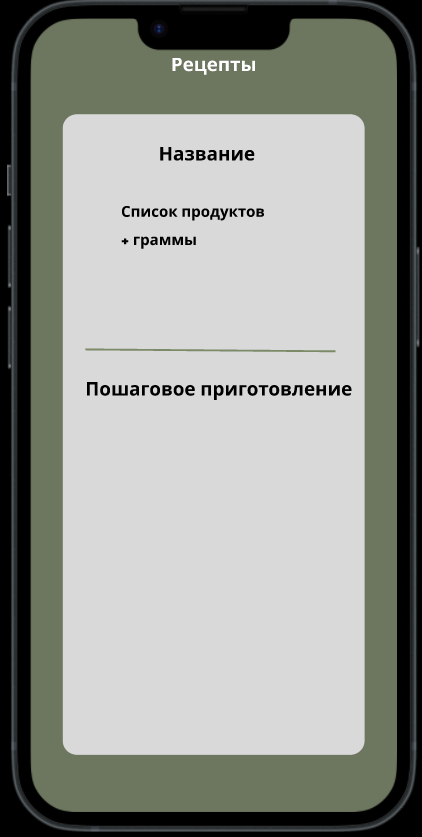 Рецепты
Название
Список продуктов
+ граммы
Пошаговое приготовление